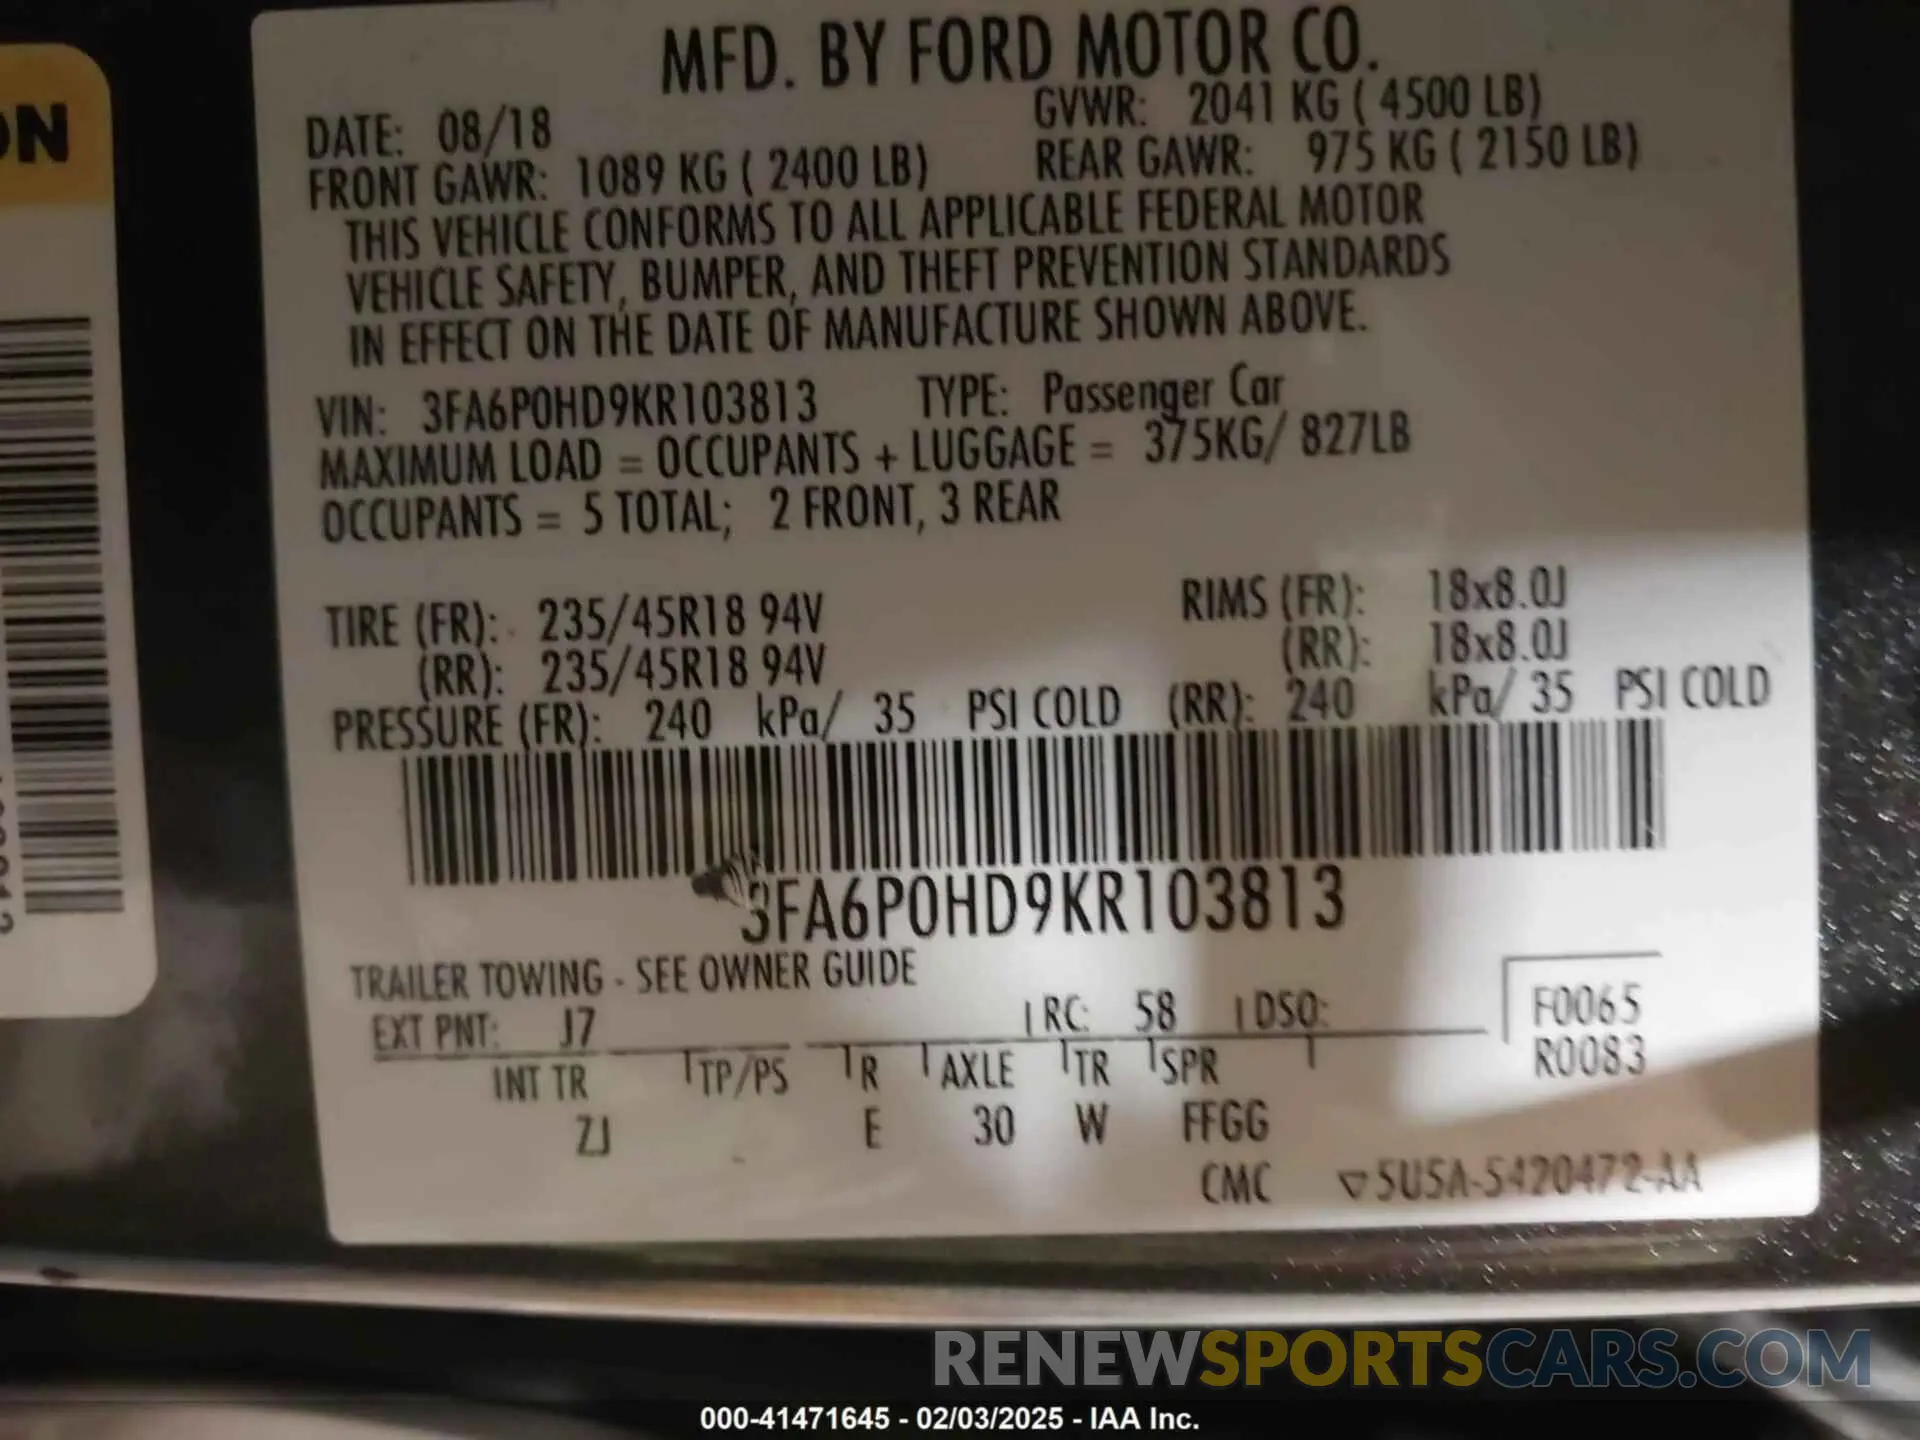 MFD. BY FORD MOTOR CO.
DATE: 08/18 GVWR: 2041 KG ( 4500 LB)
FRONT GAWR: 1089 KG ( 2400 LB) REAR GAWR: 975 KG ( 2150 LB)
THIS VEHICLE CONFORMS TO ALL APPLICABLE FEDERAL MOTOR
VEHICLE SAFETY, BUMPER, AND THEFT PREVENTION STANDARDS
IN EFFECT ON THE DATE OF MANUFACTURE SHOWN ABOVE.
VIN: 3FA6P0HD9KR103813 TYPE: Passenger Car
MAXIMUM LOAD = OCCUPANTS + LUGGAGE = 375KG/ 827LB
OCCUPANTS = 5 TOTAL; 2 FRONT, 3 REAR
TIRE (FR): 235/45R18 94V RIMS (FR): 18x8.0J
(RR): 235/45R18 94V (RR): 18x8.0J
PRESSURE (FR): 240 kPa/ 35 PSI COLD (RR): 240 kPa/ 35 PSI COLD
3FA6P0HD9KR103813
TRAILER TOWING - SEE OWNER GUIDE
EXT PNT: J7 RC: 58 DSO: F0065
R0083
INT TR TP/PS R AXLE TR SPR
ZJ E 30 W FFGG
CMC ▽5U5A-5420472-AA
ON
RENEWSPORTSCARS.COM
000-41471645 - 02/03/2025 - IAA Inc.